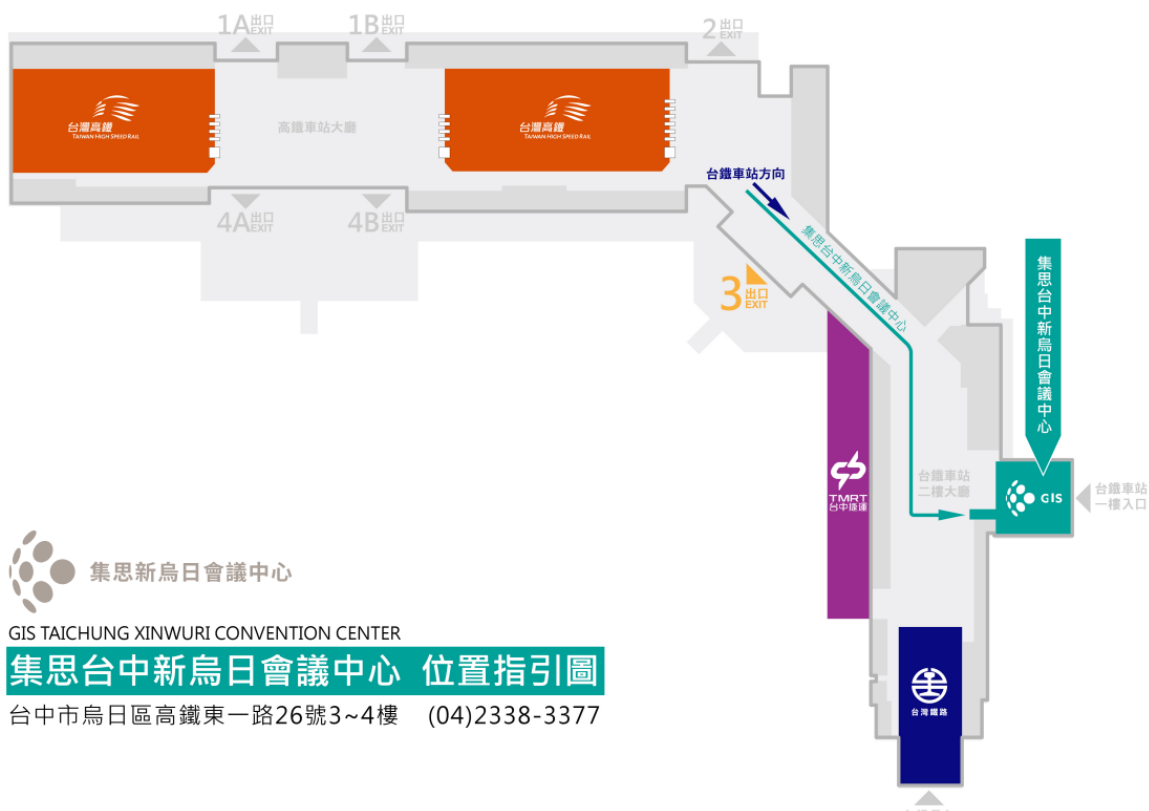 1A出口
EXIT
1B出口
EXIT
2出口
EXIT
台灣高鐵
TAIWAN HIGH SPEED RAIL
高鐵車站大廳
台灣高鐵
TAIWAN HIGH SPEED RAIL
台鐵車站方向
4A出口
EXIT
4B出口
EXIT
集思台中新烏日會議中心
3出口
EXIT
集思台中新烏日會議中心
TMRT
台中捷運
台鐵車站
二樓大廳
GIS
台鐵車站
一樓入口
集思新烏日會議中心
GIS TAICHUNG XINWURI CONVENTION CENTER
集思台中新烏日會議中心 位置指引圖
台中市烏日區高鐵東一路26號3~4樓 (04)2338-3377
台灣鐵路